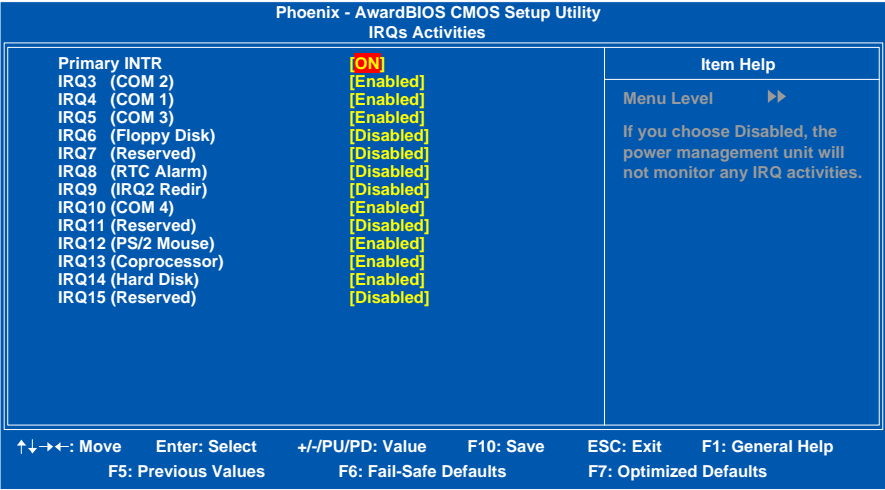 Phoenix - AwardBIOS CMOS Setup Utility
IRQs Activities
Primary INTR [ON]
IRQ3 (COM 2) [Enabled]
IRQ4 (COM 1) [Enabled]
IRQ5 (COM 3) [Enabled]
IRQ6 (Floppy Disk) [Disabled]
IRQ7 (Reserved) [Disabled]
IRQ8 (RTC Alarm) [Disabled]
IRQ9 (IRQ2 Redir) [Disabled]
IRQ10 (COM 4) [Enabled]
IRQ11 (Reserved) [Disabled]
IRQ12 (PS/2 Mouse) [Enabled]
IRQ13 (Coprocessor) [Enabled]
IRQ14 (Hard Disk) [Enabled]
IRQ15 (Reserved) [Disabled]
Item Help
Menu Level ▶▶
If you choose Disabled, the
power management unit will
not monitor any IRQ activities.
↑↓→←: Move Enter: Select +/-/PU/PD: Value F10: Save ESC: Exit F1: General Help
F5: Previous Values F6: Fail-Safe Defaults F7: Optimized Defaults